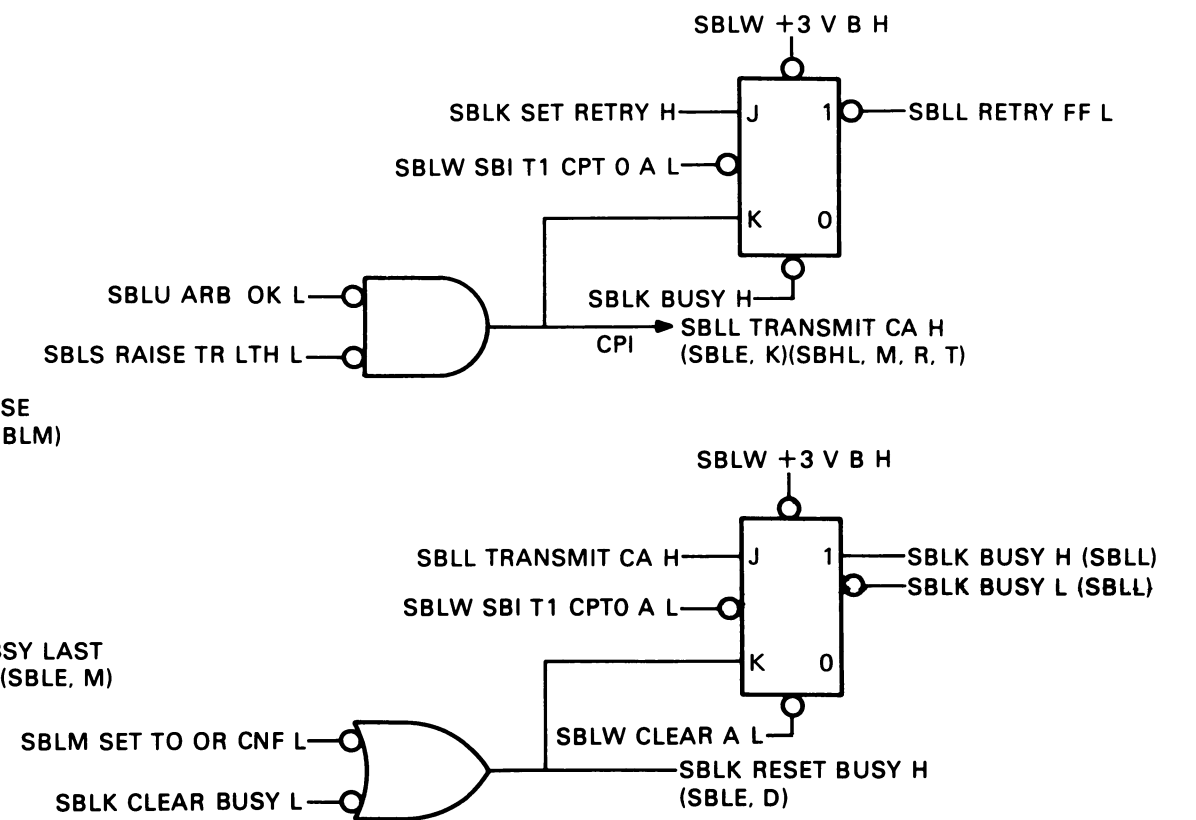 SBLW +3 V B H
SBLK SET RETRY H
J
1
SBLL RETRY FF L
SBLW SBI T1 CPT 0 A L
K
0
SBLU ARB OK L
SBLK BUSY H
SBLL TRANSMIT CA H
CPI
SBLS RAISE TR LTH L
(SBLE, K)(SBHL, M, R, T)
SE
BLM)
SBLW +3 V B H
SBLL TRANSMIT CA H
J
1
SBLK BUSY H (SBLL)
SBLK BUSY L (SBLL)
SBLW SBI T1 CPT0 A L
SY LAST
K
0
(SBLE, M)
SBLM SET TO OR CNF L
SBLW CLEAR A L
SBLK RESET BUSY H
SBLK CLEAR BUSY L
(SBLE, D)